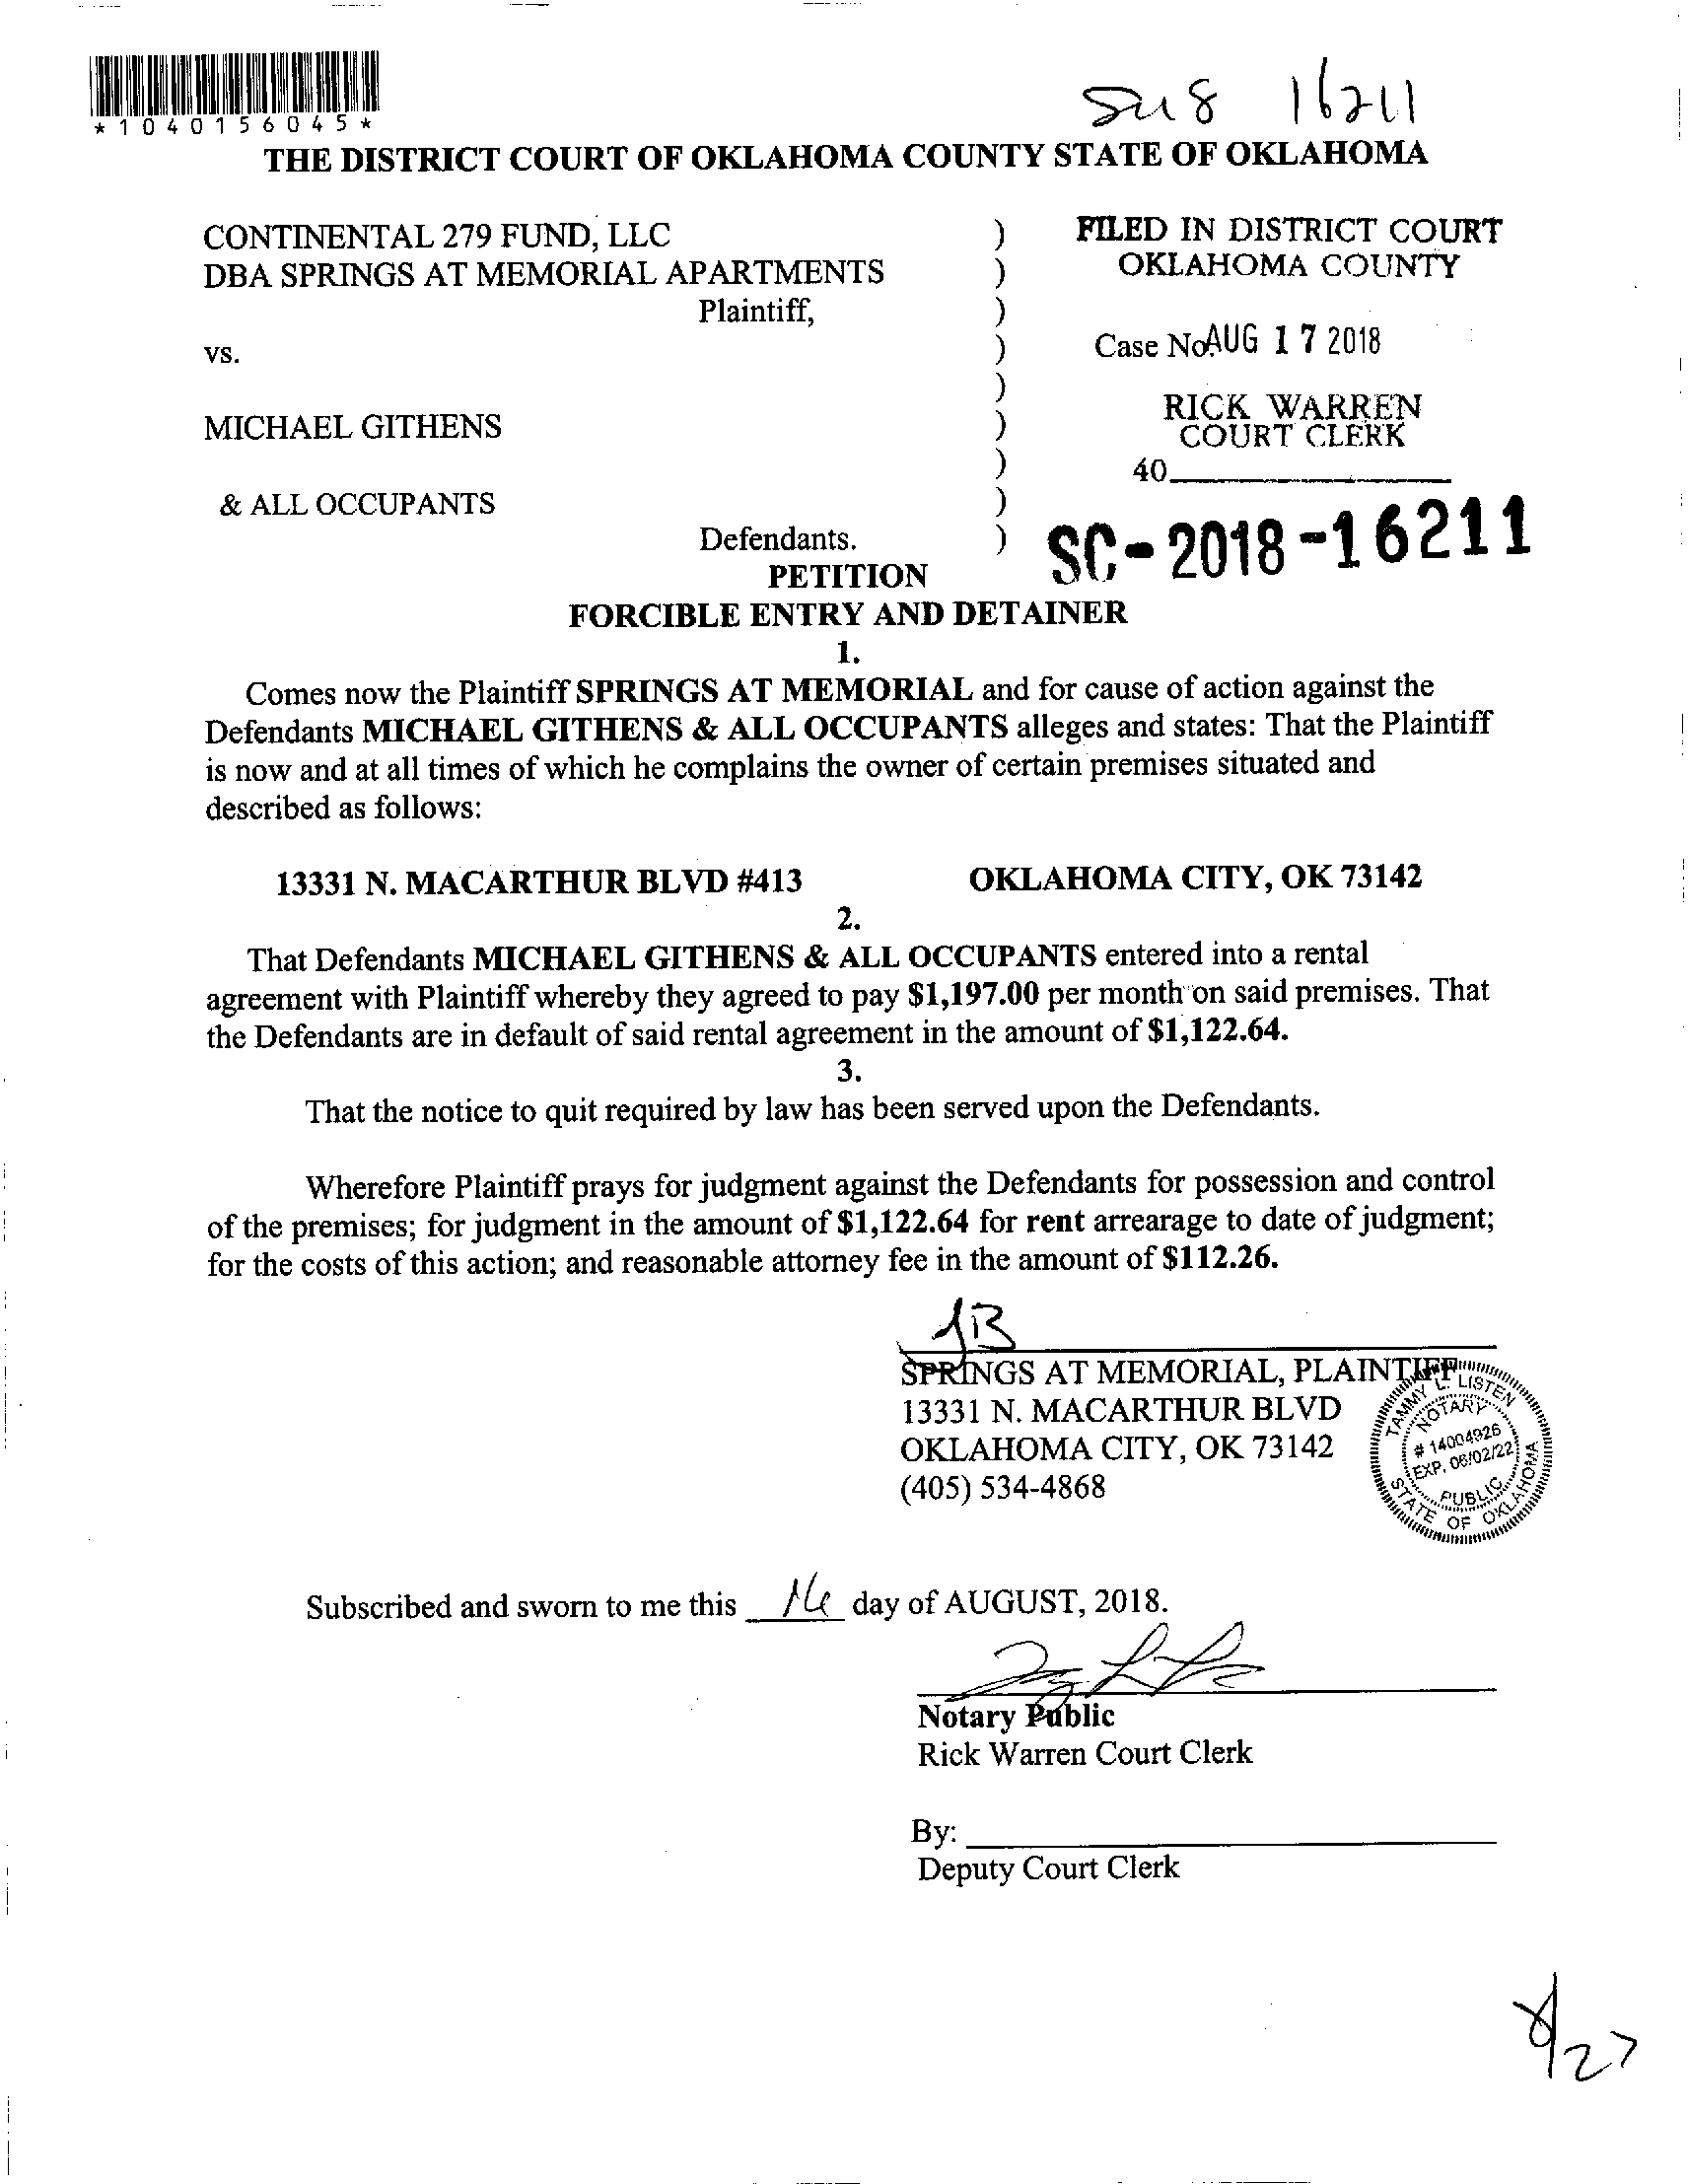 *1040156045*
16211
THE DISTRICT COURT OF OKLAHOMA COUNTY STATE OF OKLAHOMA
CONTINENTAL 279 FUND, LLC ) FILED IN DISTRICT COURT
DBA SPRINGS AT MEMORIAL APARTMENTS ) OKLAHOMA COUNTY
Plaintiff, )
vs. ) Case No. AUG 17 2018
)
MICHAEL GITHENS ) RICK WARREN
COURT CLERK
) 40
& ALL OCCUPANTS )
Defendants. ) SC-2018-16211
PETITION
FORCIBLE ENTRY AND DETAINER
1.
Comes now the Plaintiff SPRINGS AT MEMORIAL and for cause of action against the
Defendants MICHAEL GITHENS & ALL OCCUPANTS alleges and states: That the Plaintiff
is now and at all times of which he complains the owner of certain premises situated and
described as follows:
13331 N. MACARTHUR BLVD #413 OKLAHOMA CITY, OK 73142
2.
That Defendants MICHAEL GITHENS & ALL OCCUPANTS entered into a rental
agreement with Plaintiff whereby they agreed to pay $1,197.00 per month on said premises. That
the Defendants are in default of said rental agreement in the amount of $1,122.64.
3.
That the notice to quit required by law has been served upon the Defendants.
Wherefore Plaintiff prays for judgment against the Defendants for possession and control
of the premises; for judgment in the amount of $1,122.64 for rent arrearage to date of judgment;
for the costs of this action; and reasonable attorney fee in the amount of $112.26.
SPRINGS AT MEMORIAL, PLAINTIFF
13331 N. MACARTHUR BLVD
OKLAHOMA CITY, OK 73142
(405) 534-4868
TAMMY L. LISTEN
NOTARY
# 14004926
EXP. 06/02/22
PUBLIC
STATE OF OKLAHOMA
Subscribed and sworn to me this 16 day of AUGUST, 2018.
Notary Public
Rick Warren Court Clerk
By:
Deputy Court Clerk
8/27